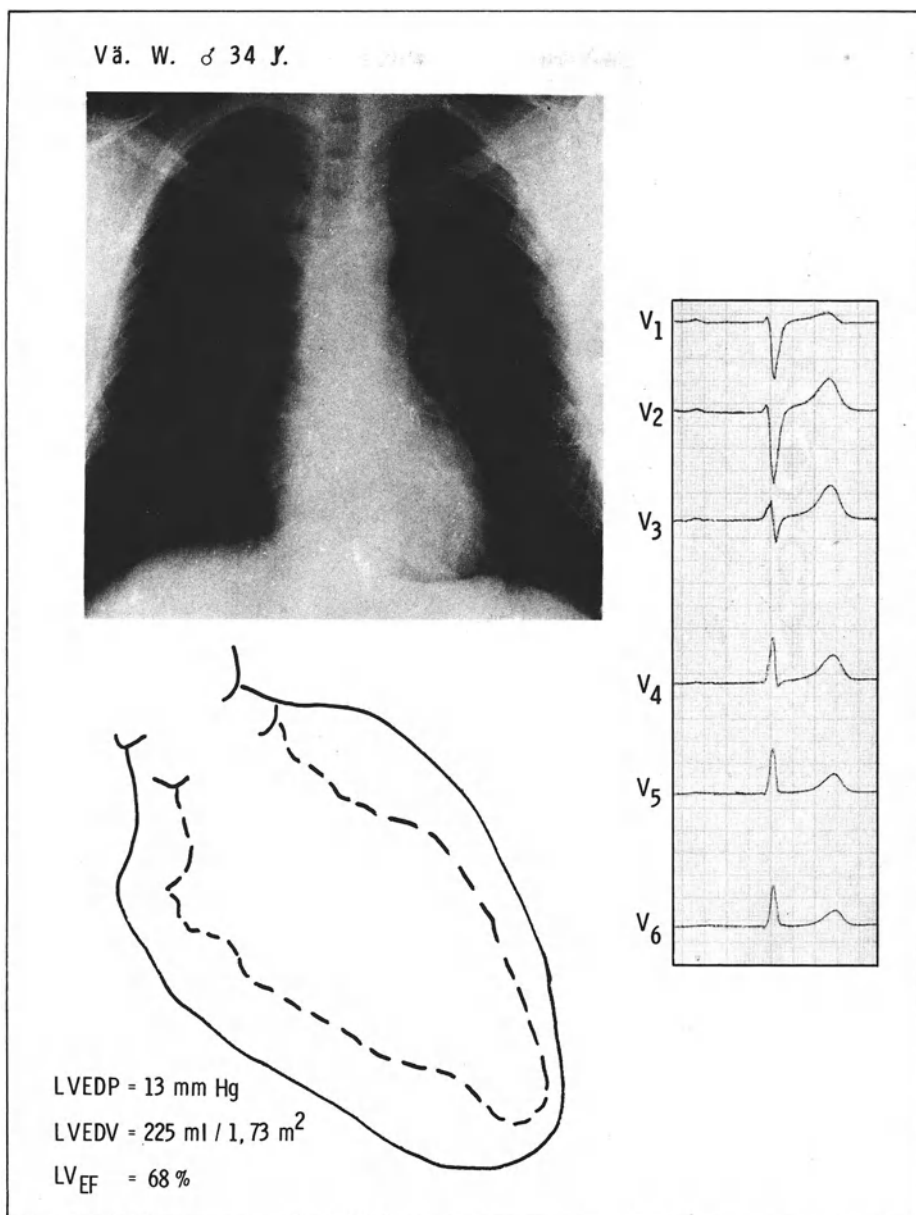 Vä. W. ♂ 34 Y.
V1
V2
V3
V4
V5
V6
LVEDP = 13 mm Hg
LVEDV = 225 ml / 1,73 m²
LVEF = 68 %